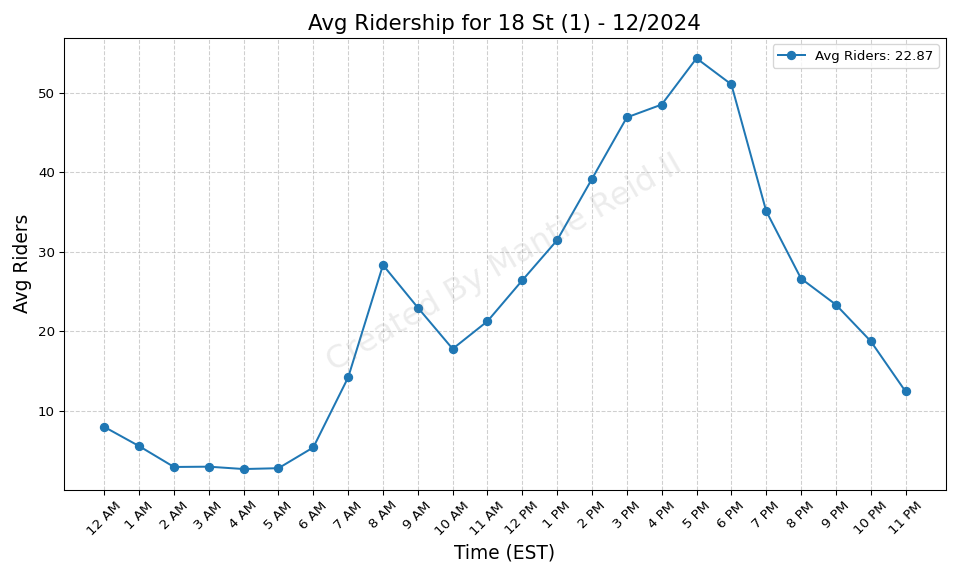 Avg Ridership for 18 St (1) - 12/2024
Avg Riders: 22.87
50
40
30
20
10
Avg Riders
Created By Mantie Reid II
12 AM 1 AM 2 AM 3 AM 4 AM 5 AM 6 AM 7 AM 8 AM 9 AM 10 AM 11 AM 12 PM 1 PM 2 PM 3 PM 4 PM 5 PM 6 PM 7 PM 8 PM 9 PM 10 PM 11 PM
Time (EST)